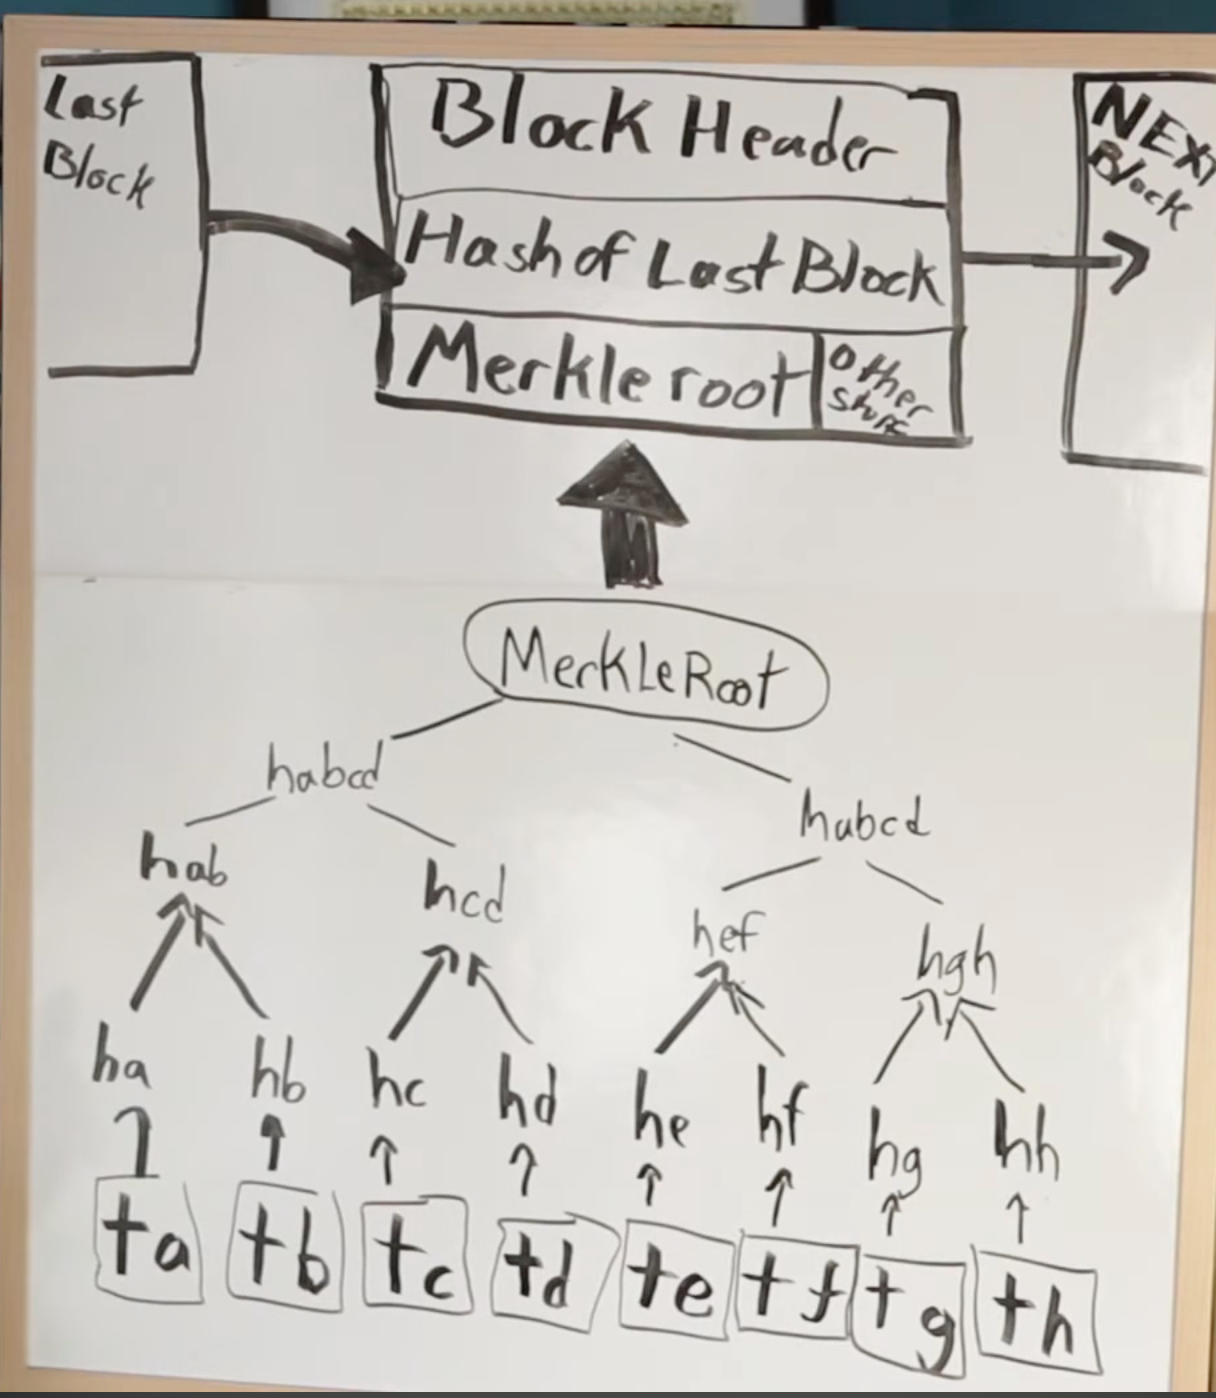 Last
Block
Block Header
Hash of Last Block
Merkle root
Other
stuff
NEXT
Block
MerkleRoot
habcd
habcd
hab
hcd
hef
hgh
ha
hb
hc
hd
he
hf
hg
hh
ta
tb
tc
td
te
tf
tg
th